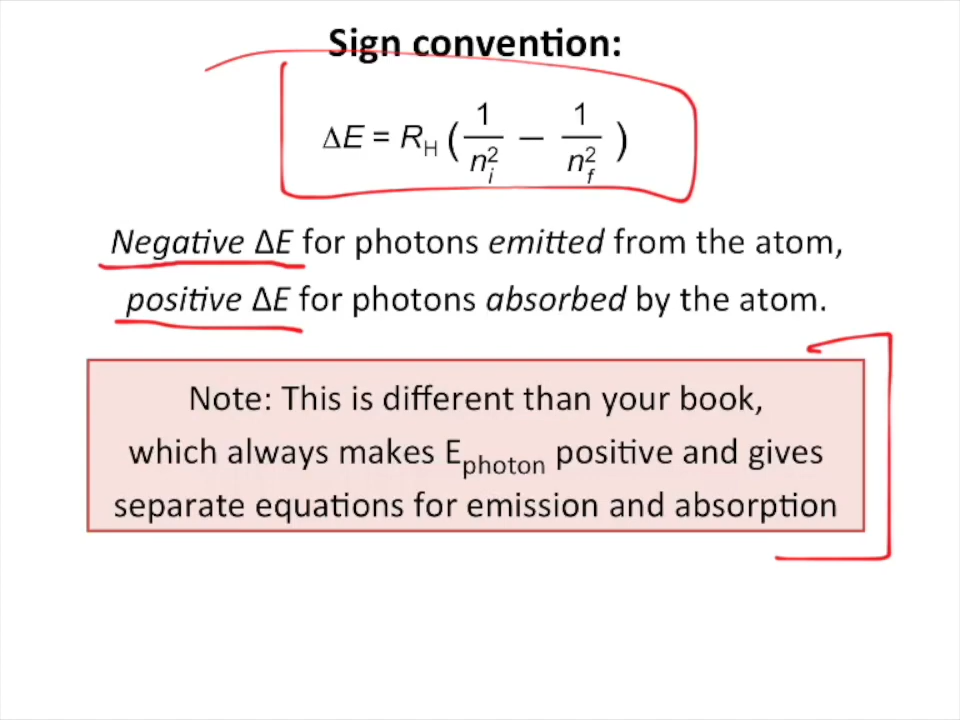 Sign convention:
ΔE = R_H ( 1/n_i^2 − 1/n_f^2 )
Negative ΔE for photons emitted from the atom,
positive ΔE for photons absorbed by the atom.
Note: This is different than your book,
which always makes E_photon positive and gives
separate equations for emission and absorption